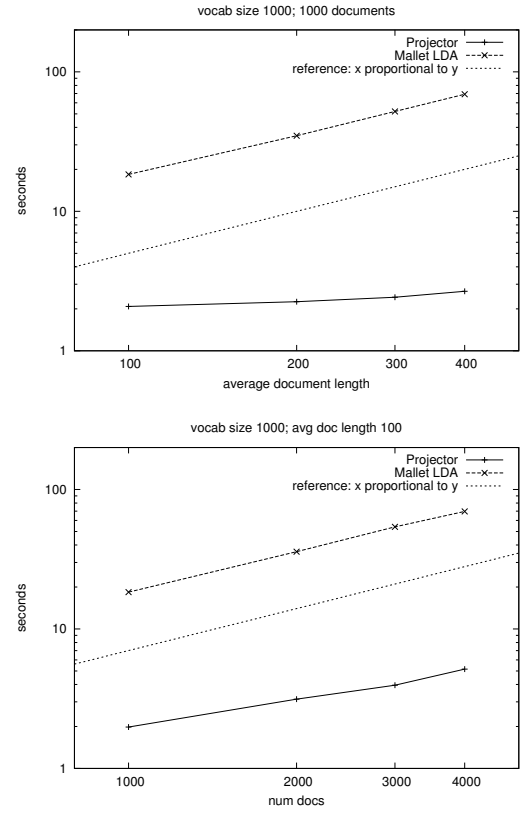 vocab size 1000; 1000 documents
Projector
Mallet LDA
reference: x proportional to y
100
10
1
seconds
100 200 300 400
average document length
vocab size 1000; avg doc length 100
Projector
Mallet LDA
reference: x proportional to y
100
10
1
seconds
1000 2000 3000 4000
num docs